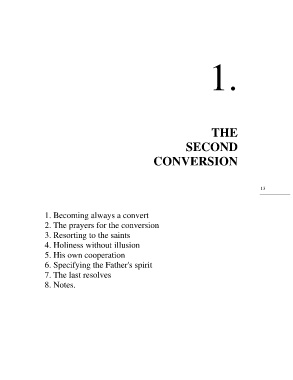 1.
THE
SECOND
CONVERSION
13
1. Becoming always a convert
2. The prayers for the conversion
3. Resorting to the saints
4. Holiness without illusion
5. His own cooperation
6. Specifying the Father's spirit
7. The last resolves
8. Notes.